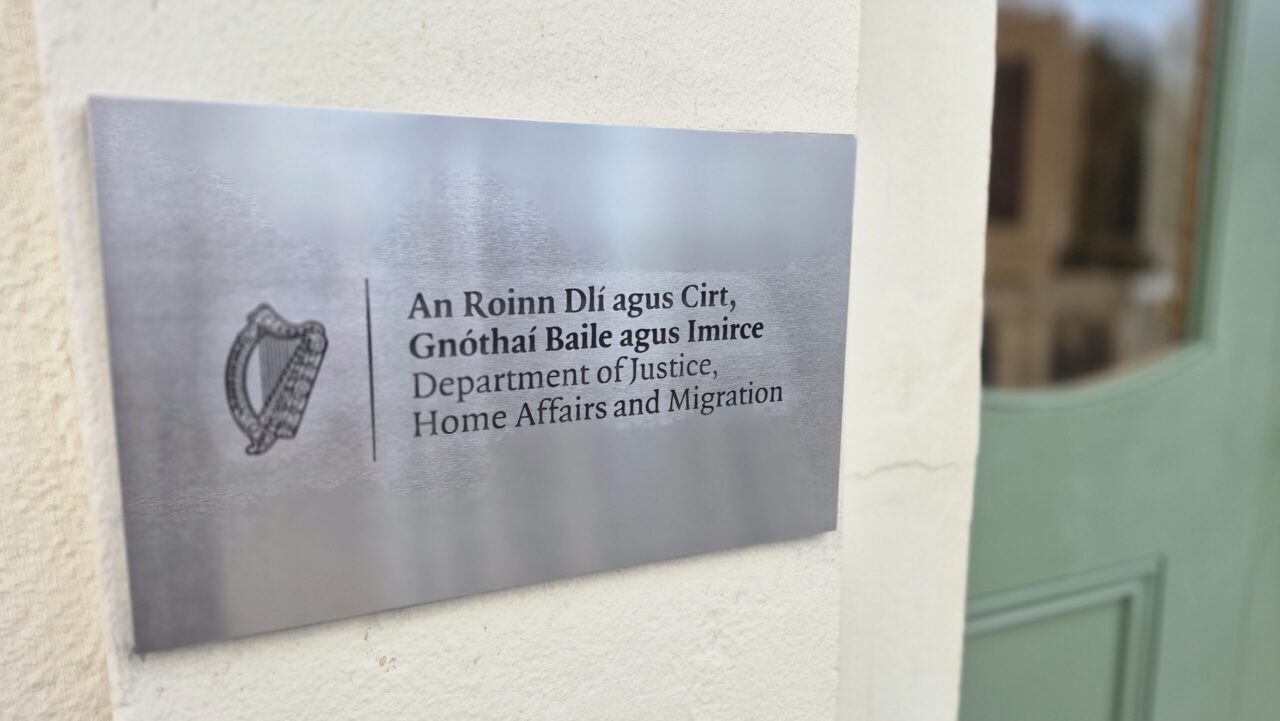 An Roinn Dlí agus Cirt,
Gnóthaí Baile agus Imirce
Department of Justice,
Home Affairs and Migration